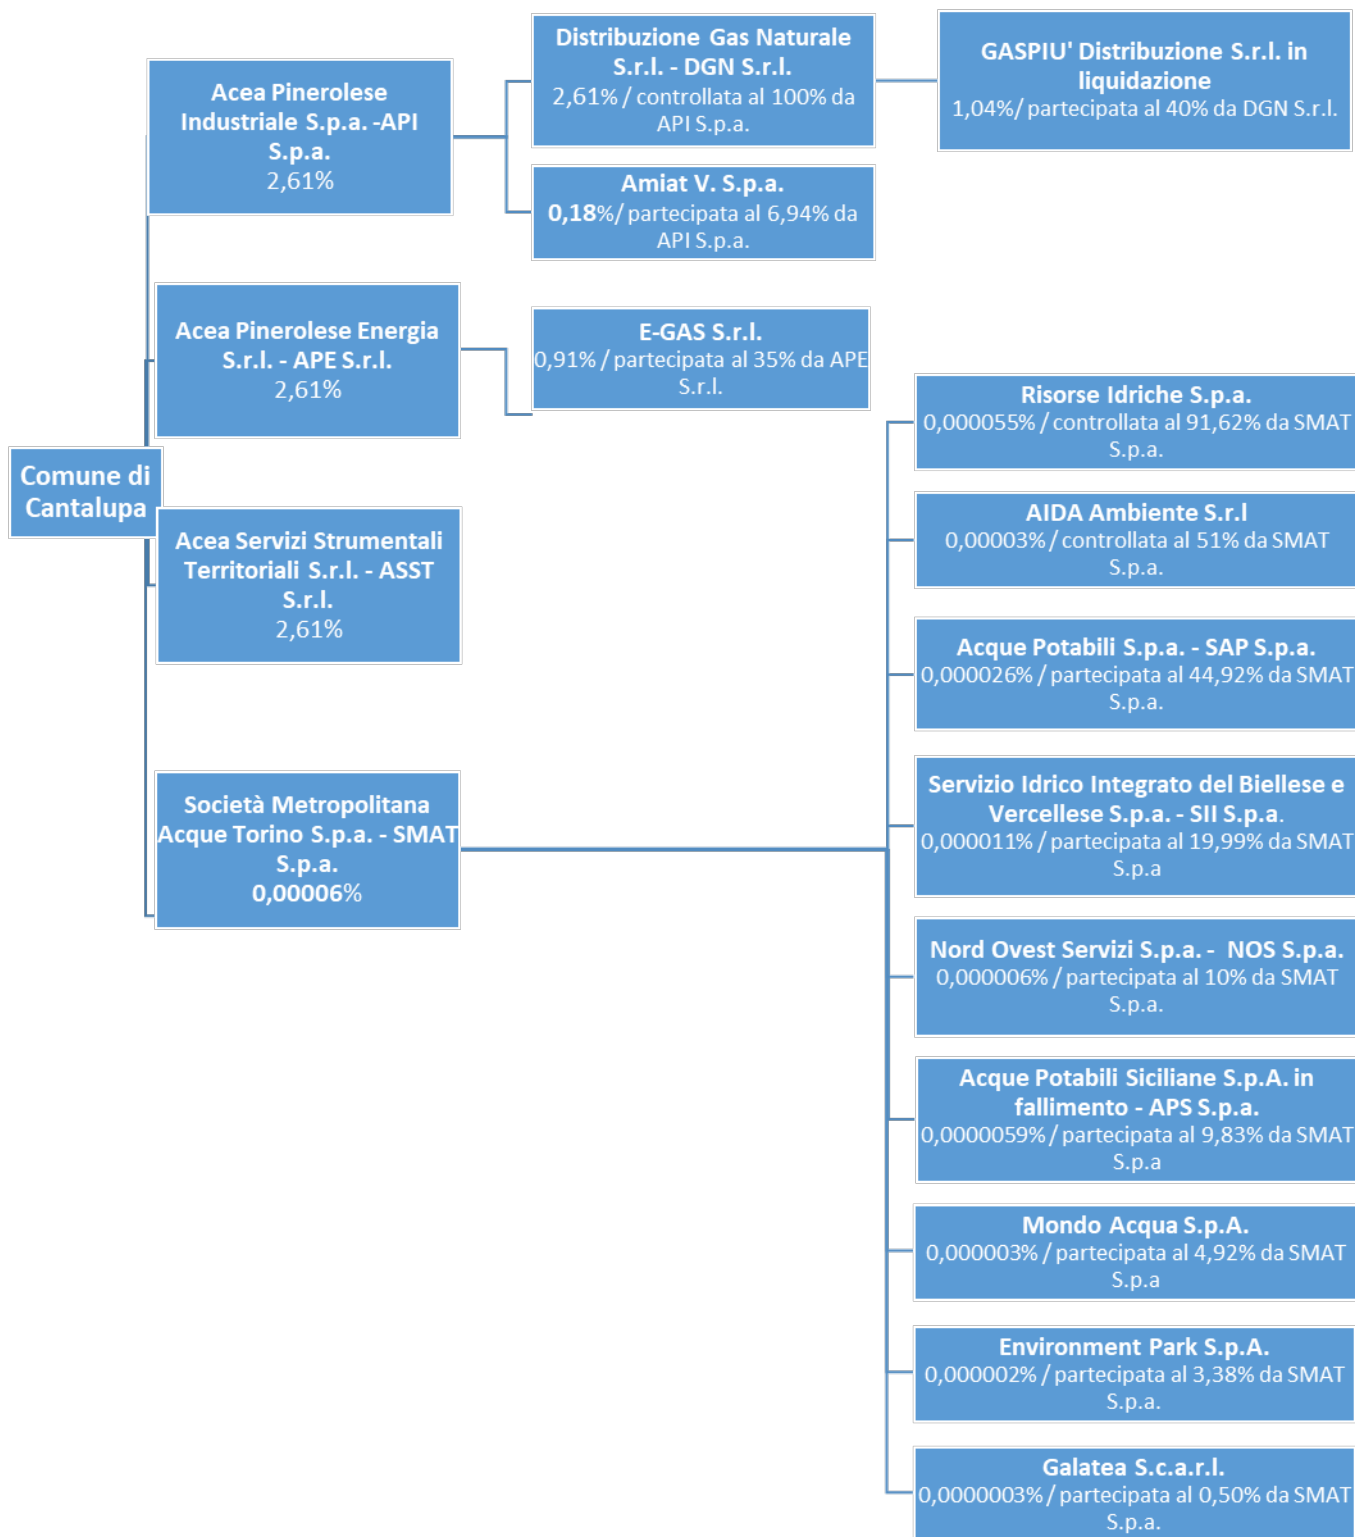 Comune di
Cantalupa
Acea Pinerolese
Industriale S.p.a. -API
S.p.a.
2,61%
Distribuzione Gas Naturale
S.r.l. - DGN S.r.l.
2,61% / controllata al 100% da
API S.p.a.
GASPIU' Distribuzione S.r.l. in
liquidazione
1,04%/ partecipata al 40% da DGN S.r.l.
Amiat V. S.p.a.
0,18%/ partecipata al 6,94% da
API S.p.a.
Acea Pinerolese Energia
S.r.l. - APE S.r.l.
2,61%
E-GAS S.r.l.
0,91% / partecipata al 35% da APE
S.r.l.
Acea Servizi Strumentali
Territoriali S.r.l. - ASST
S.r.l.
2,61%
Società Metropolitana
Acque Torino S.p.a. - SMAT
S.p.a.
0,00006%
Risorse Idriche S.p.a.
0,000055% / controllata al 91,62% da SMAT
S.p.a.
AIDA Ambiente S.r.l
0,00003% / controllata al 51% da SMAT
S.p.a.
Acque Potabili S.p.a. - SAP S.p.a.
0,000026% / partecipata al 44,92% da SMAT
S.p.a.
Servizio Idrico Integrato del Biellese e
Vercellese S.p.a. - SII S.p.a.
0,000011% / partecipata al 19,99% da SMAT
S.p.a
Nord Ovest Servizi S.p.a. - NOS S.p.a.
0,000006% / partecipata al 10% da SMAT
S.p.a.
Acque Potabili Siciliane S.p.A. in
fallimento - APS S.p.a.
0,0000059% / partecipata al 9,83% da SMAT
S.p.a
Mondo Acqua S.p.A.
0,000003% / partecipata al 4,92% da SMAT
S.p.a
Environment Park S.p.A.
0,000002% / partecipata al 3,38% da SMAT
S.p.a.
Galatea S.c.a.r.l.
0,0000003% / partecipata al 0,50% da SMAT
S.p.a.